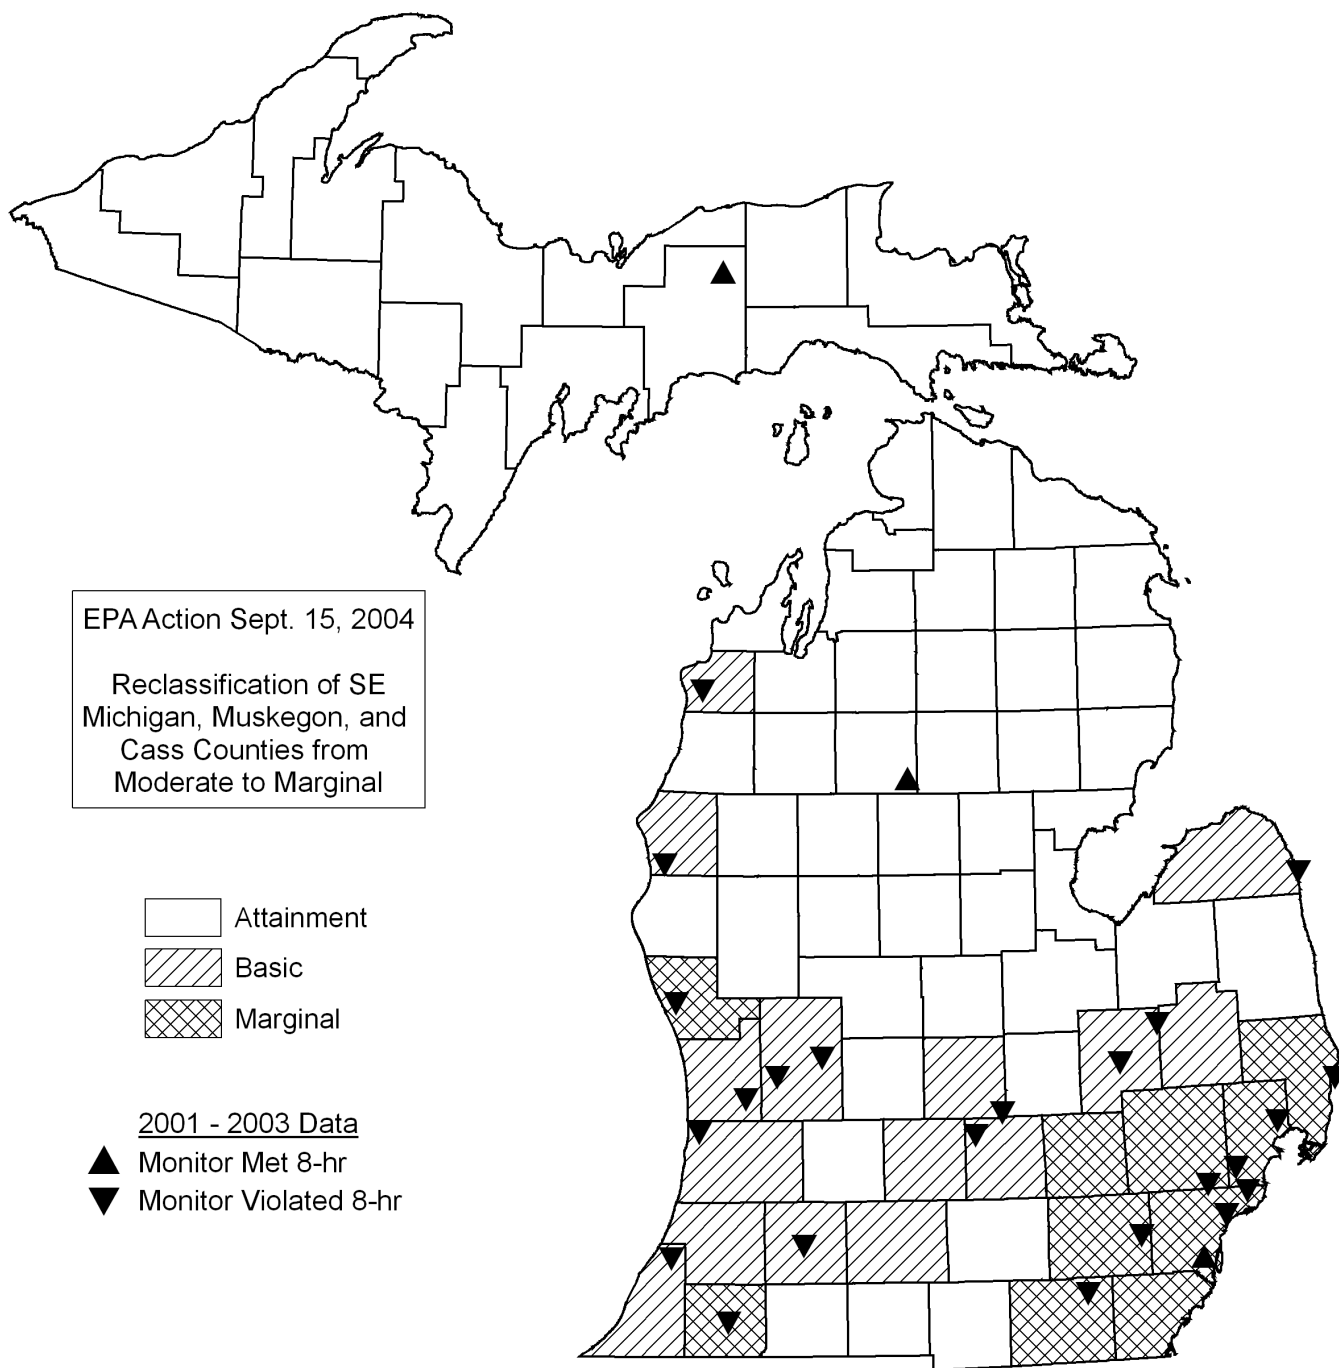 EPA Action Sept. 15, 2004
Reclassification of SE
Michigan, Muskegon, and
Cass Counties from
Moderate to Marginal
Attainment
Basic
Marginal
2001 - 2003 Data
Monitor Met 8-hr
Monitor Violated 8-hr